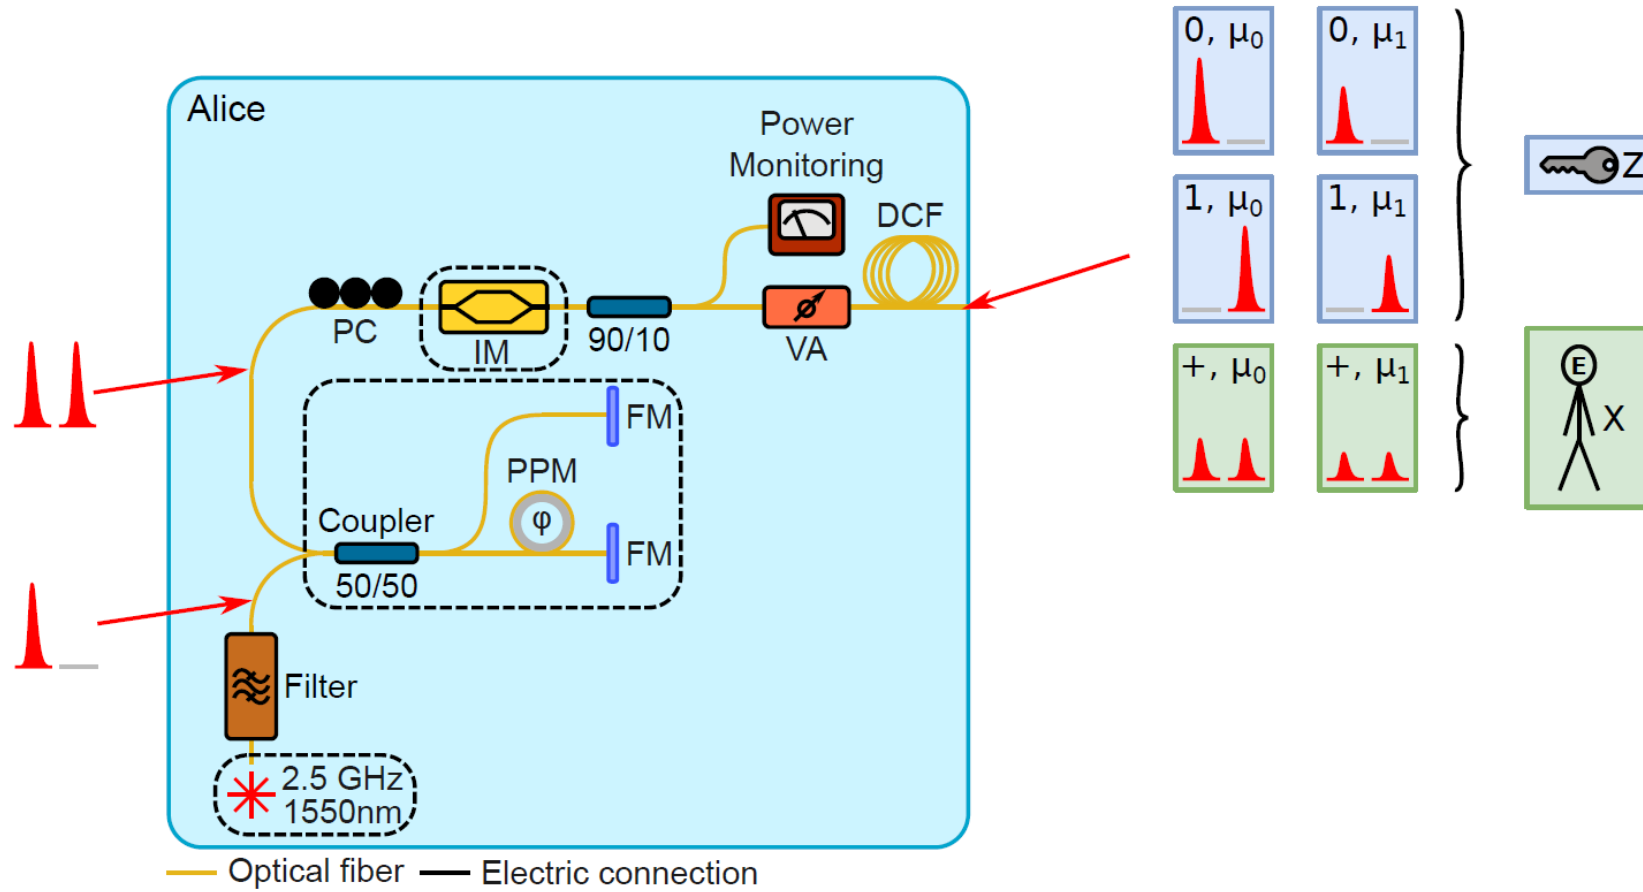 Alice
Power
Monitoring
DCF
PC
IM
90/10
VA
FM
PPM
φ
FM
Coupler
50/50
Filter
2.5 GHz
1550nm
Optical fiber
Electric connection
0, μ₀
0, μ₁
1, μ₀
1, μ₁
+, μ₀
+, μ₁
Z
E
X